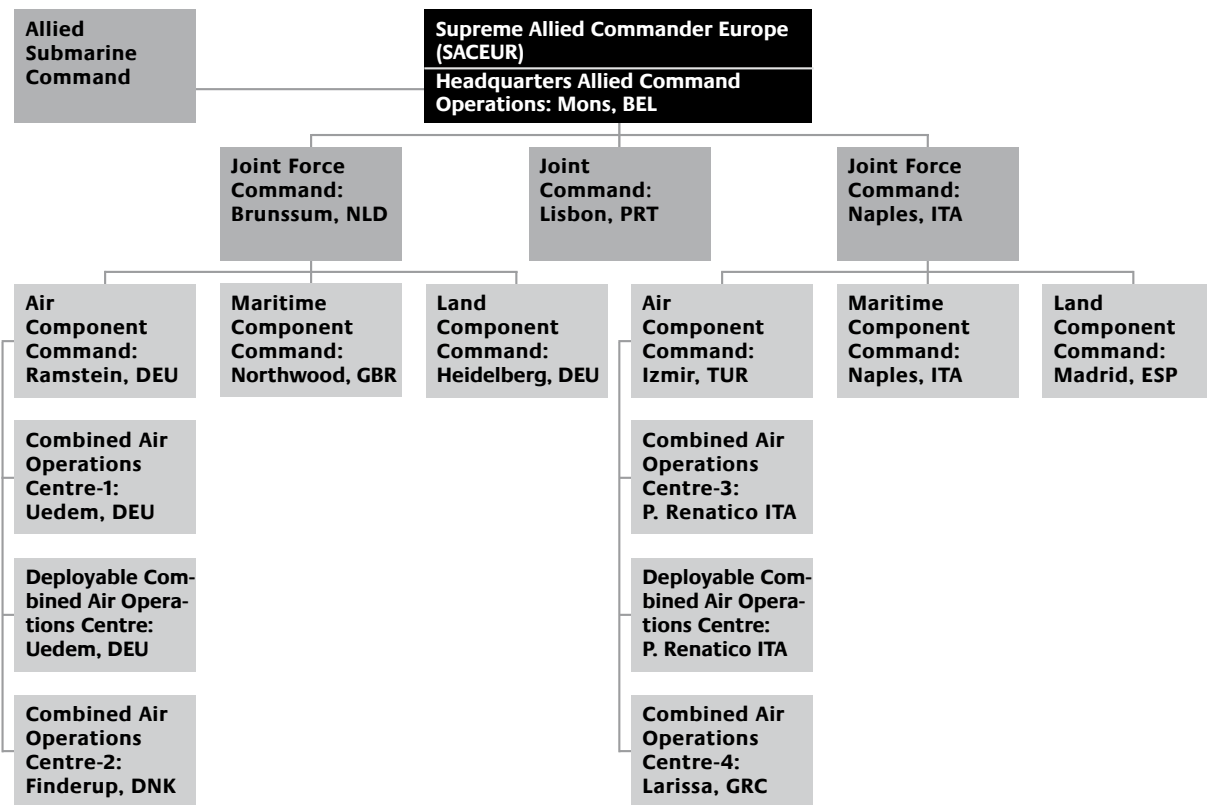 Allied
Submarine
Command
Supreme Allied Commander Europe
(SACEUR)
Headquarters Allied Command
Operations: Mons, BEL
Joint Force
Command:
Brunssum, NLD
Joint
Command:
Lisbon, PRT
Joint Force
Command:
Naples, ITA
Air
Component
Command:
Ramstein, DEU
Maritime
Component
Command:
Northwood, GBR
Land
Component
Command:
Heidelberg, DEU
Air
Component
Command:
Izmir, TUR
Maritime
Component
Command:
Naples, ITA
Land
Component
Command:
Madrid, ESP
Combined Air
Operations
Centre-1:
Uedem, DEU
Combined Air
Operations
Centre-3:
P. Renatico ITA
Deployable Com-
bined Air Opera-
tions Centre:
Uedem, DEU
Deployable Com-
bined Air Opera-
tions Centre:
P. Renatico ITA
Combined Air
Operations
Centre-2:
Finderup, DNK
Combined Air
Operations
Centre-4:
Larissa, GRC